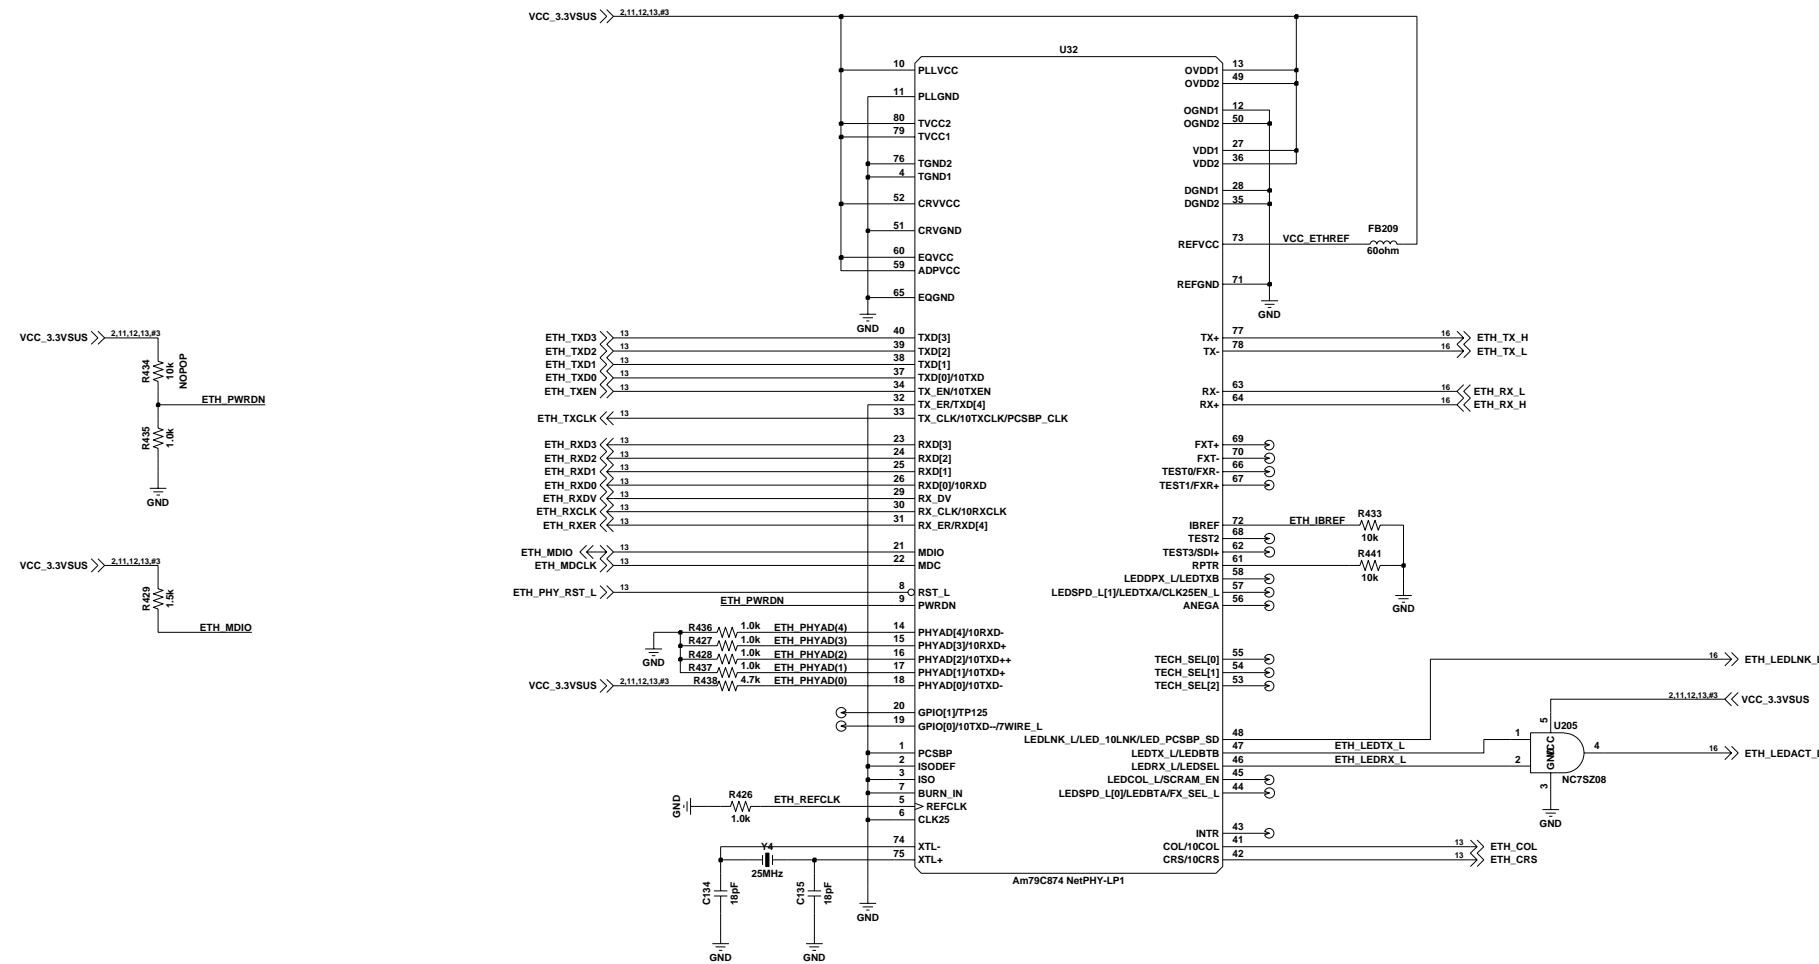 VCC_3.3VSUS 2,11,12,13,#3
U32
10 PLLVCC OVDD1 13
OVDD2 49
11 PLLGND
OGND1 12
80 TVCC2 OGND2 50
79 TVCC1
VDD1 27
76 TGND2 VDD2 36
4 TGND1
DGND1 28
52 CRVVCC DGND2 35
51 CRVGND
FB209
REFVCC 73 VCC_ETHREF
60ohm
60 EQVCC
59 ADPVCC
REFGND 71
65 EQGND
GND
GND
VCC_3.3VSUS 2,11,12,13,#3
R434
10k
NOPOP
ETH_PWRDN
R435
1.0k
GND
VCC_3.3VSUS 2,11,12,13,#3
R429
1.5k
ETH_MDIO
ETH_TXD3 13 40 TXD[3] TX+ 77 16 ETH_TX_H
ETH_TXD2 13 39 TXD[2] TX- 78 16 ETH_TX_L
ETH_TXD1 13 38 TXD[1]
ETH_TXD0 13 37 TXD[0]/10TXD
ETH_TXEN 13 34 TX_EN/10TXEN RX- 63 16 ETH_RX_L
32 TX_ER/TXD[4] RX+ 64 16 ETH_RX_H
ETH_TXCLK 13 33 TX_CLK/10TXCLK/PCSBP_CLK
ETH_RXD3 13 23 RXD[3] FXT+ 69
ETH_RXD2 13 24 RXD[2] FXT- 70
ETH_RXD1 13 25 RXD[1] TEST0/FXR- 66
ETH_RXD0 13 26 RXD[0]/10RXD TEST1/FXR+ 67
ETH_RXDV 13 29 RX_DV
ETH_RXCLK 13 30 RX_CLK/10RXCLK
ETH_RXER 13 31 RX_ER/RXD[4] IBREF 72 ETH_IBREF R433
10k
TEST2 68
ETH_MDIO 13 21 MDIO TEST3/SDI+ 62
ETH_MDCLK 13 22 MDC RPTR 61 R441
10k
LEDDPX_L/LEDTXB 58
ETH_PHY_RST_L 13 8 RST_L LEDSPD_L[1]/LEDTXA/CLK25EN_L 57
ETH_PWRDN 9 PWRDN ANEGA 56
GND
R436 1.0k ETH_PHYAD(4) 14 PHYAD[4]/10RXD-
R427 1.0k ETH_PHYAD(3) 15 PHYAD[3]/10RXD+
GND R428 1.0k ETH_PHYAD(2) 16 PHYAD[2]/10TXD++ TECH_SEL[0] 55 16 ETH_LEDLNK_L
R437 1.0k ETH_PHYAD(1) 17 PHYAD[1]/10TXD+ TECH_SEL[1] 54
VCC_3.3VSUS 2,11,12,13,#3 R438 4.7k ETH_PHYAD(0) 18 PHYAD[0]/10TXD- TECH_SEL[2] 53
2,11,12,13,#3 VCC_3.3VSUS
20 GPIO[1]/TP125
19 GPIO[0]/10TXD--/7WIRE_L
5 U205
LEDLNK_L/LED_10LNK/LED_PCSBP_SD 48
1 PCSBP LEDTX_L/LEDBTB 47 ETH_LEDTX_L 1 VCC 4 16 ETH_LEDACT_L
2 ISODEF LEDRX_L/LEDSEL 46 ETH_LEDRX_L 2 GND
3 ISO LEDCOL_L/SCRAM_EN 45 NC7SZ08
7 BURN_IN LEDSPD_L[0]/LEDBTA/FX_SEL_L 44 3
GND R426 1.0k ETH_REFCLK 5 REFCLK
6 CLK25
GND
INTR 43
74 XTL- COL/10COL 41 13 ETH_COL
75 XTL+ CRS/10CRS 42 13 ETH_CRS
Y4
25MHz
Am79C874 NetPHY-LP1
C134
18pF
C135
18pF
GND
GND
GND